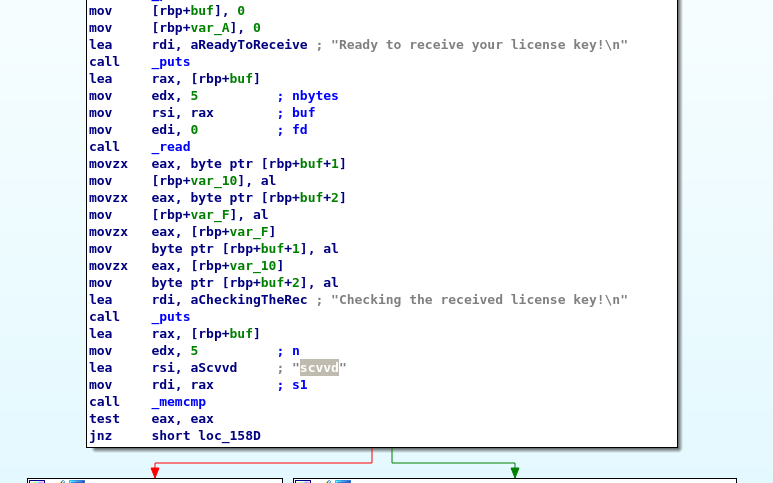 mov [rbp+buf], 0
mov [rbp+var_A], 0
lea rdi, aReadyToReceive ; "Ready to receive your license key!\n"
call _puts
lea rax, [rbp+buf]
mov edx, 5 ; nbytes
mov rsi, rax ; buf
mov edi, 0 ; fd
call _read
movzx eax, byte ptr [rbp+buf+1]
mov [rbp+var_10], al
movzx eax, byte ptr [rbp+buf+2]
mov [rbp+var_F], al
movzx eax, [rbp+var_F]
mov byte ptr [rbp+buf+1], al
movzx eax, [rbp+var_10]
mov byte ptr [rbp+buf+2], al
lea rdi, aCheckingTheRec ; "Checking the received license key!\n"
call _puts
lea rax, [rbp+buf]
mov edx, 5 ; n
lea rsi, aScvvd ; "scvvd"
mov rdi, rax ; s1
call _memcmp
test eax, eax
jnz short loc_158D